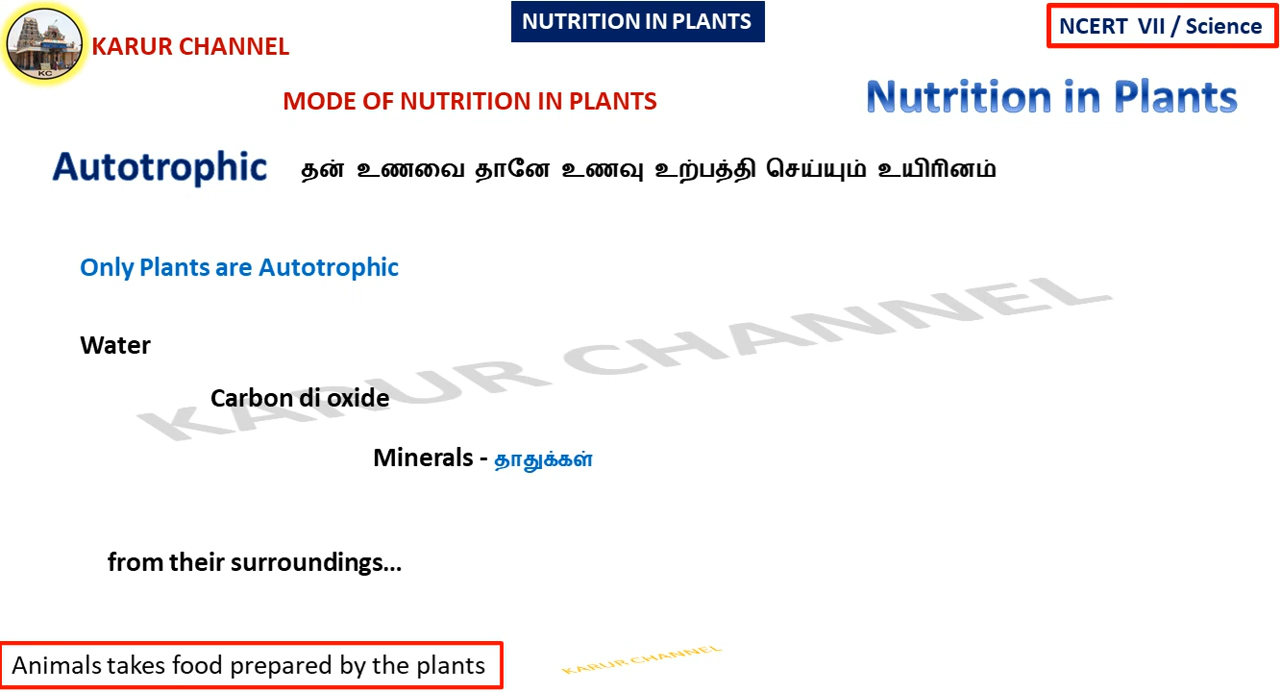 NUTRITION IN PLANTS
NCERT VII / Science
KARUR CHANNEL
KC
MODE OF NUTRITION IN PLANTS
Nutrition in Plants
Autotrophic தன் உணவை தானே உணவு உற்பத்தி செய்யும் உயிரினம்
Only Plants are Autotrophic
Water
Carbon di oxide
Minerals - தாதுக்கள்
KARUR CHANNEL
from their surroundings...
Animals takes food prepared by the plants
KARUR CHANNEL